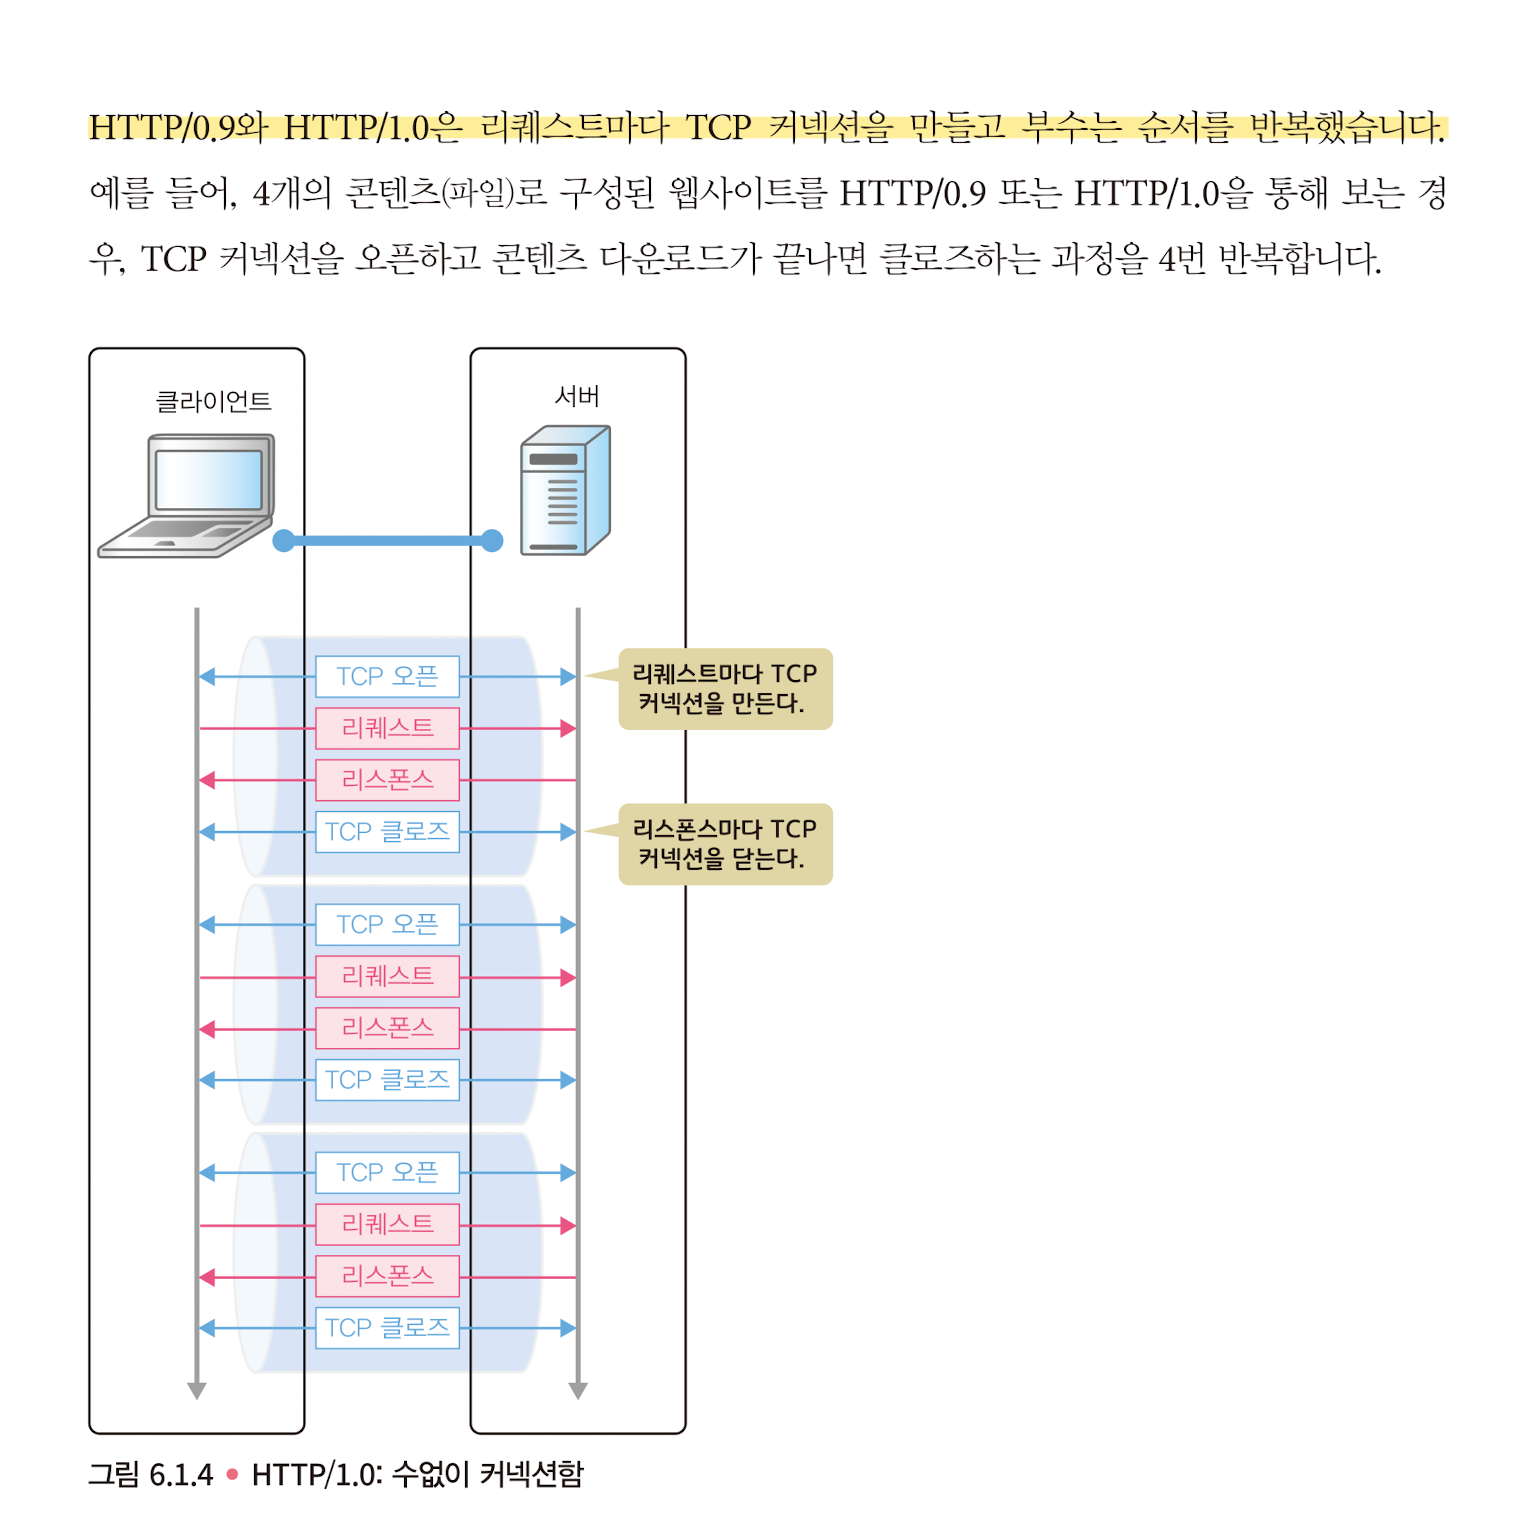 HTTP/0.9와 HTTP/1.0은 리퀘스트마다 TCP 커넥션을 만들고 부수는 순서를 반복했습니다.
예를 들어, 4개의 콘텐츠(파일)로 구성된 웹사이트를 HTTP/0.9 또는 HTTP/1.0을 통해 보는 경
우, TCP 커넥션을 오픈하고 콘텐츠 다운로드가 끝나면 클로즈하는 과정을 4번 반복합니다.
클라이언트
서버
TCP 오픈
리퀘스트마다 TCP
커넥션을 만든다.
리퀘스트
리스폰스
TCP 클로즈
리스폰스마다 TCP
커넥션을 닫는다.
TCP 오픈
리퀘스트
리스폰스
TCP 클로즈
TCP 오픈
리퀘스트
리스폰스
TCP 클로즈
그림 6.1.4 • HTTP/1.0: 수없이 커넥션함